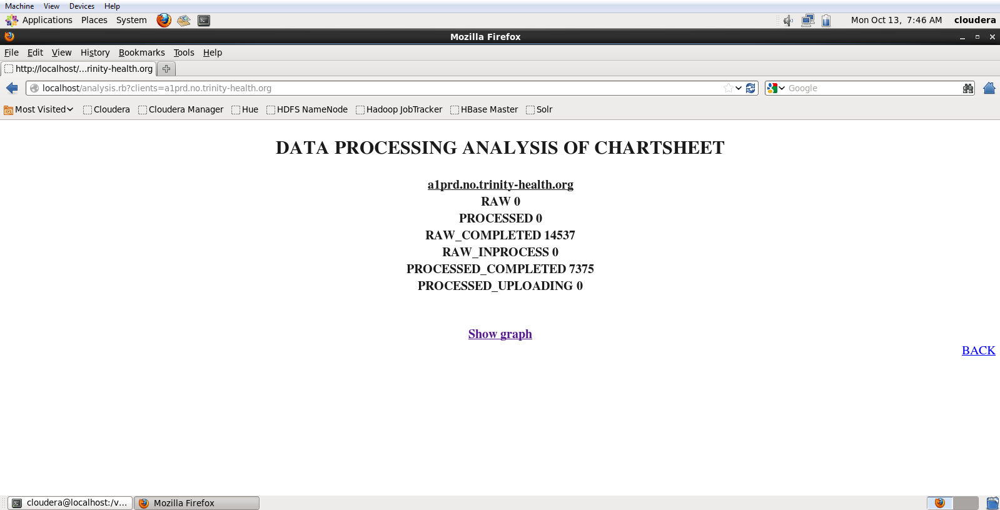 Machine View Devices Help
Applications Places System Mon Oct 13, 7:46 AM cloudera
Mozilla Firefox
File Edit View History Bookmarks Tools Help
http://localhost/...rinity-health.org
localhost/analysis.rb?clients=a1prd.no.trinity-health.org Google
Most Visited Cloudera Cloudera Manager Hue HDFS NameNode Hadoop JobTracker HBase Master Solr
DATA PROCESSING ANALYSIS OF CHARTSHEET
a1prd.no.trinity-health.org
RAW 0
PROCESSED 0
RAW_COMPLETED 14537
RAW_INPROCESS 0
PROCESSED_COMPLETED 7375
PROCESSED_UPLOADING 0
Show graph
BACK
cloudera@localhost:/v... Mozilla Firefox